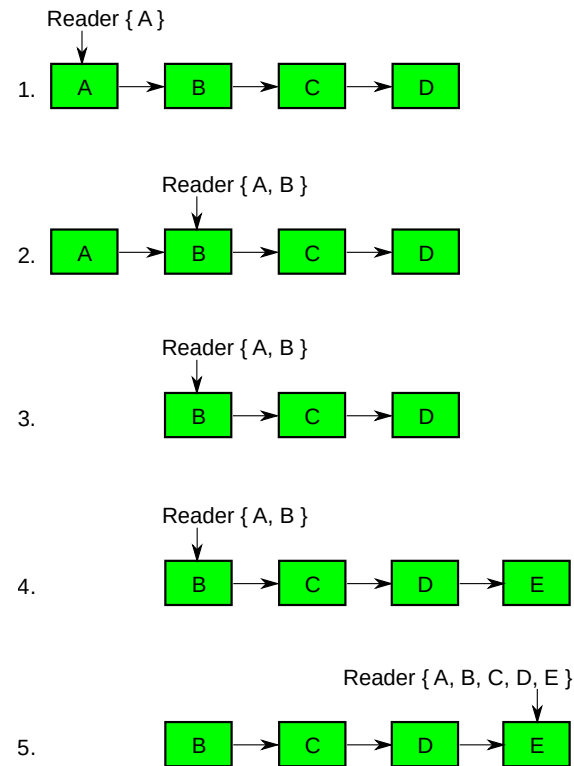 Reader { A }
1. A B C D
Reader { A, B }
2. A B C D
Reader { A, B }
3. B C D
Reader { A, B }
4. B C D E
Reader { A, B, C, D, E }
5. B C D E